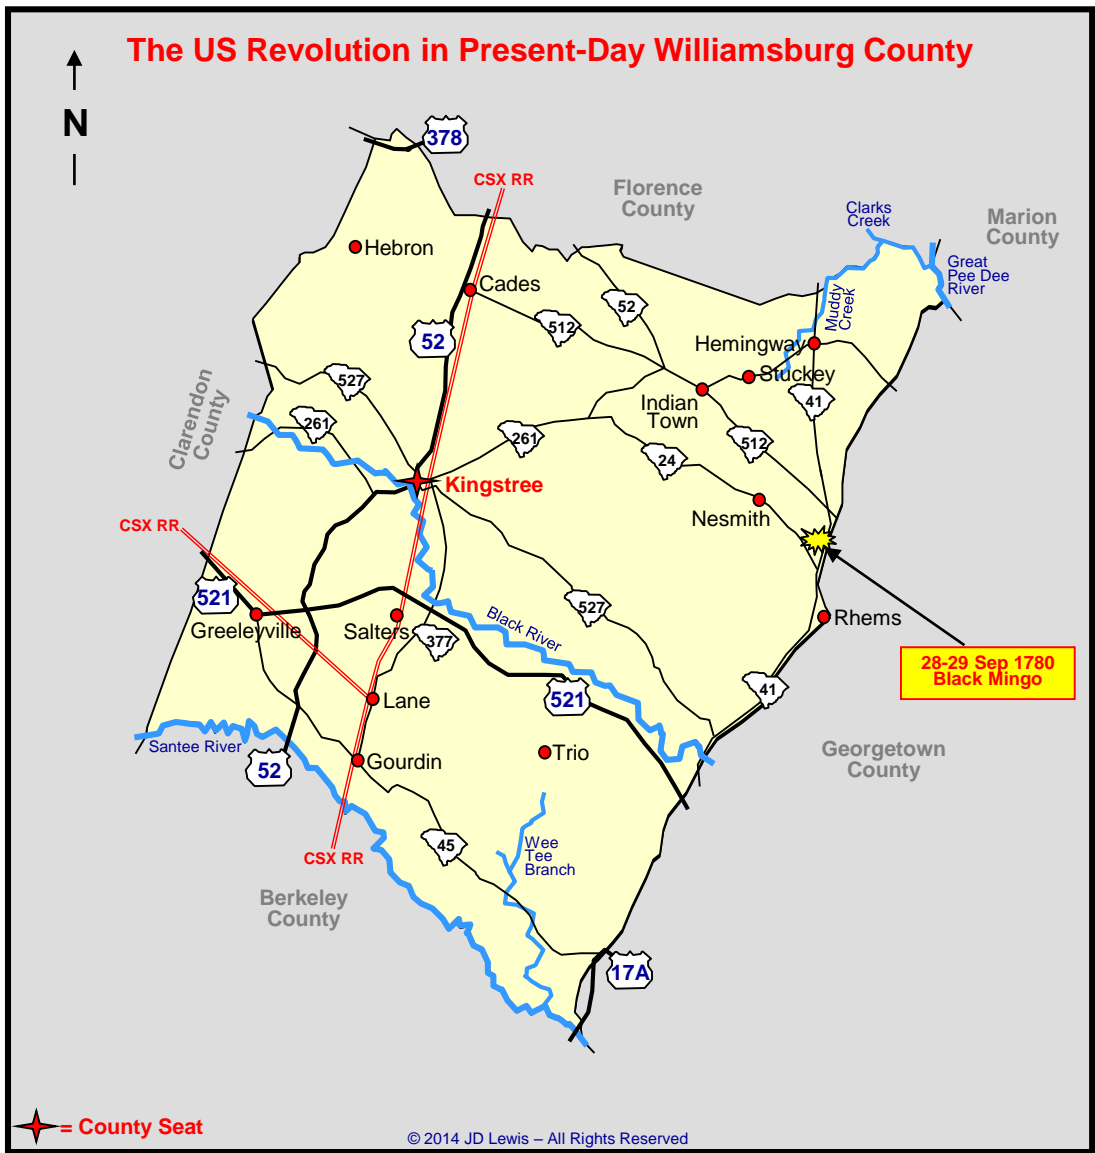 The US Revolution in Present-Day Williamsburg County
N
378
CSX RR
Florence
County
Clarks
Creek
Marion
County
Hebron
Great
Pee Dee
River
Cades
Muddy
Creek
52
512
52
Hemingway
Stuckey
527
Indian
Town
41
Clarendon
County
261
261
512
24
Kingstree
Nesmith
CSX RR
521
Greeleyville
Salters
377
Black River
527
Rhems
28-29 Sep 1780
Black Mingo
Lane
521
41
Santee River
52
Gourdin
Trio
Georgetown
County
CSX RR
45
Wee
Tee
Branch
Berkeley
County
17A
= County Seat
© 2014 JD Lewis – All Rights Reserved